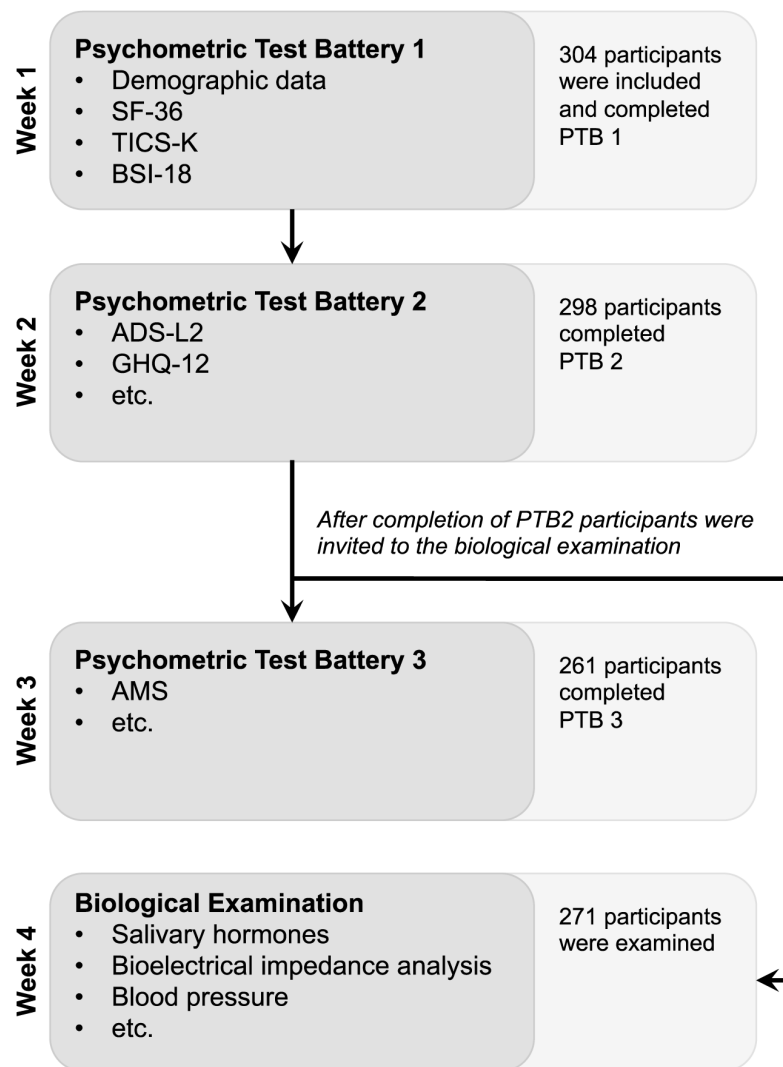 Week 1
Psychometric Test Battery 1
• Demographic data
• SF-36
• TICS-K
• BSI-18
304 participants
were included
and completed
PTB 1
Week 2
Psychometric Test Battery 2
• ADS-L2
• GHQ-12
• etc.
298 participants
completed
PTB 2
After completion of PTB2 participants were
invited to the biological examination
Week 3
Psychometric Test Battery 3
• AMS
• etc.
261 participants
completed
PTB 3
Week 4
Biological Examination
• Salivary hormones
• Bioelectrical impedance analysis
• Blood pressure
• etc.
271 participants
were examined